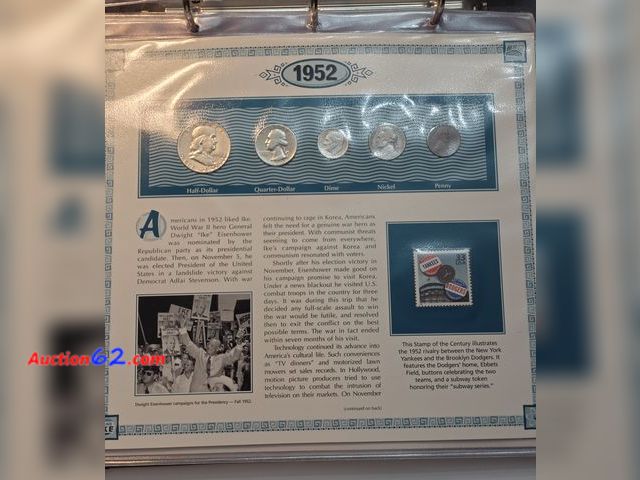 1952
Half-Dollar Quarter-Dollar Dime Nickel Penny
Americans in 1952 liked Ike.
World War II hero General
Dwight "Ike" Eisenhower
was nominated by the
Republican party as its presidential
candidate. Then, on November 5, he
was elected President of the United
States in a landslide victory against
Democrat Adlai Stevenson. With war
Dwight Eisenhower campaigns for the Presidency — Fall 1952.
continuing to rage in Korea, Americans
felt the need for a genuine war hero as
their president. With communist threats
seeming to come from everywhere,
Ike's campaign against Korea and
communism resonated with voters.
Shortly after his election victory in
November, Eisenhower made good on
his campaign promise to visit Korea.
Under a news blackout he visited U.S.
combat troops in the country for three
days. It was during this trip that he
decided any full-scale assault to win
the war would be futile, and resolved
then to exit the conflict on the best
possible terms. The war in fact ended
within seven months of his visit.
Technology continued its advance into
America's cultural life. Such conveniences
as "TV dinners" and motorized lawn
mowers set sales records. In Hollywood,
motion picture producers tried to use
technology to combat the intrusion of
television on their markets. On November
(continued on back)
YANKEES
DODGERS
This Stamp of the Century illustrates
the 1952 rivalry between the New York
Yankees and the Brooklyn Dodgers. It
features the Dodgers' home, Ebbets
Field, buttons celebrating the two
teams, and a subway token
honoring their "subway series."
Auction62.com